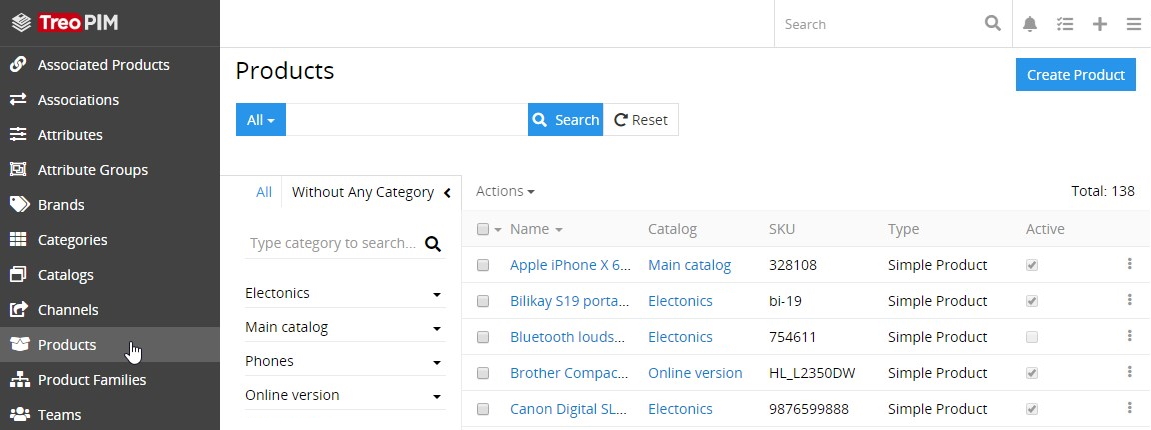 TreoPIM
Associated Products
Associations
Attributes
Attribute Groups
Brands
Categories
Catalogs
Channels
Products
Product Families
Teams
Search
Products
Create Product
All
Search
Reset
All
Without Any Category
Type category to search...
Electonics
Main catalog
Phones
Online version
Actions
Total: 138
Name Catalog SKU Type Active
Apple iPhone X 6... Main catalog 328108 Simple Product
Bilikay S19 porta... Electonics bi-19 Simple Product
Bluetooth louds... Electonics 754611 Simple Product
Brother Compac... Online version HL_L2350DW Simple Product
Canon Digital SL... Electonics 9876599888 Simple Product